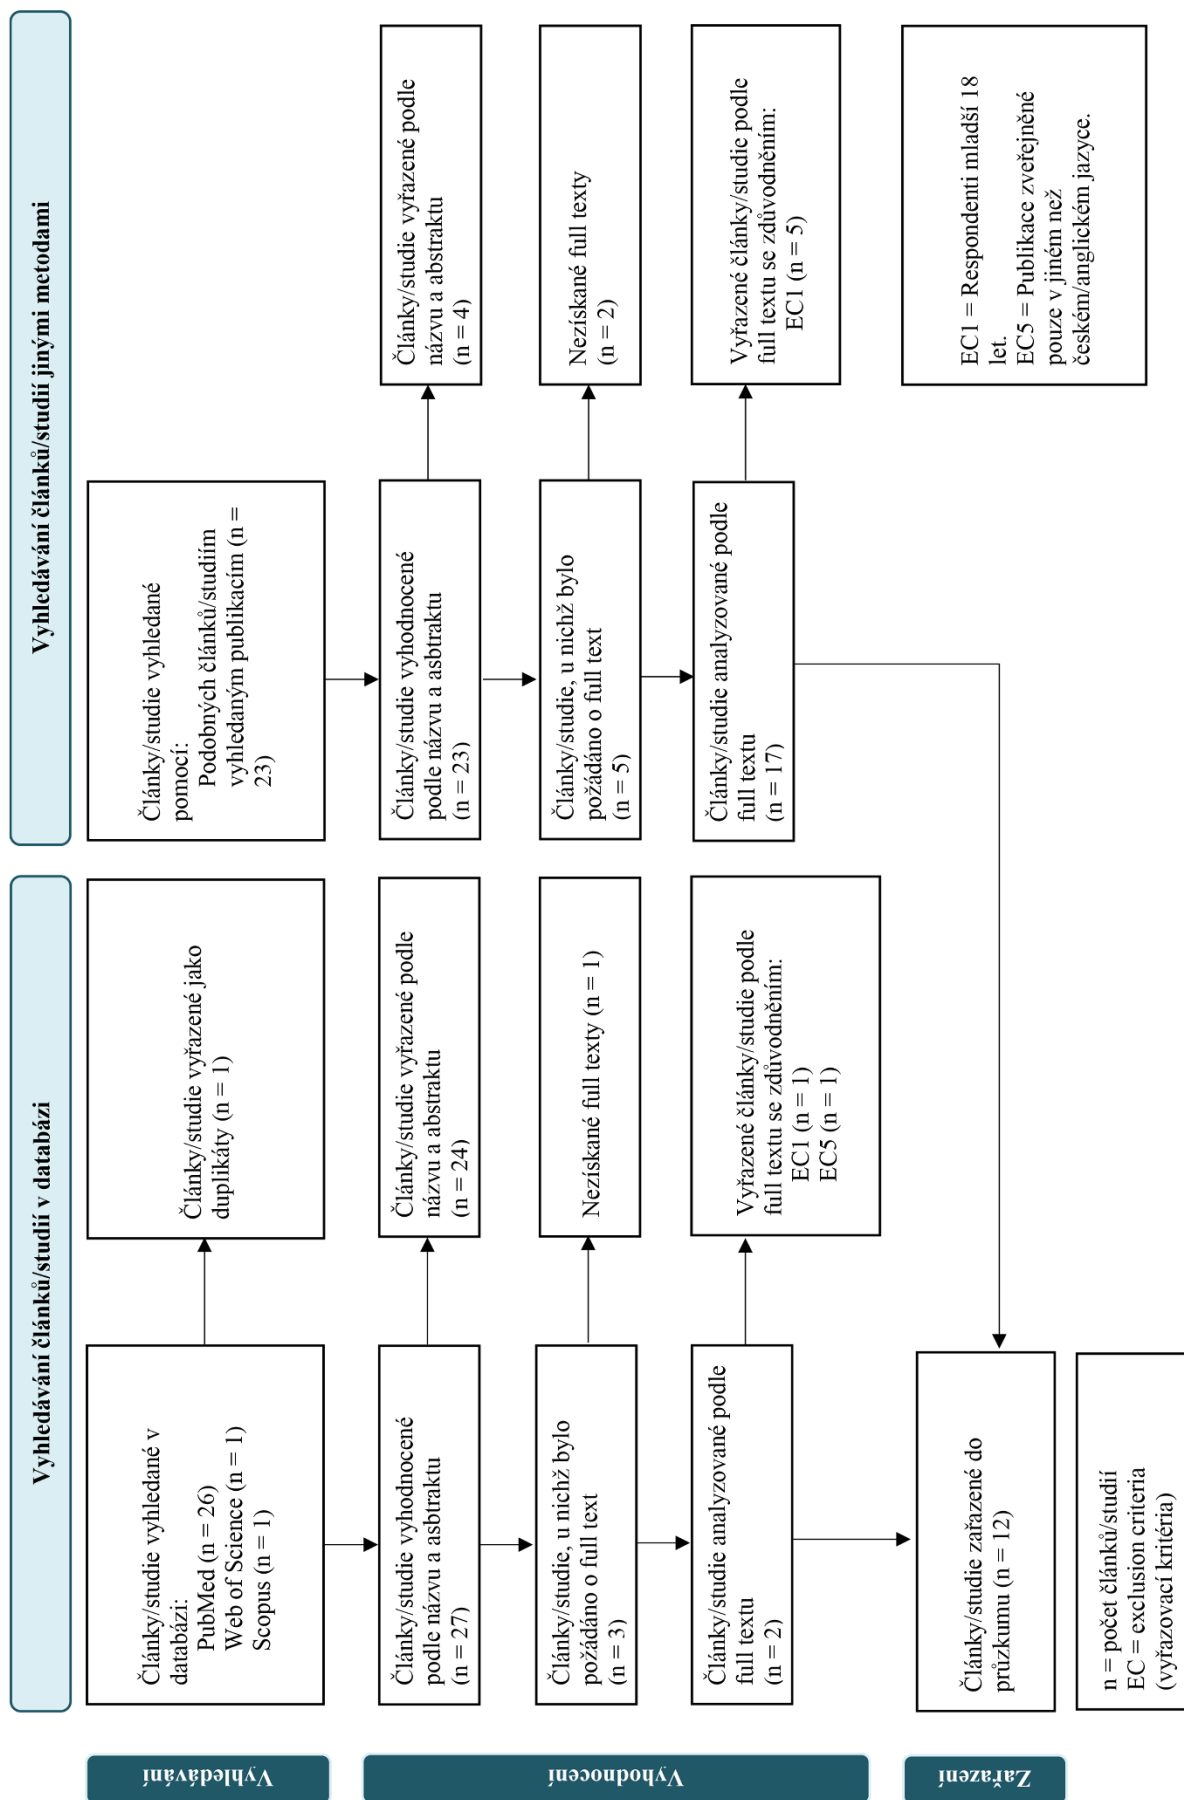 Vyhledávání článků/studií v databázi
Vyhledávání článků/studií jinými metodami
Vyhledávání
Články/studie vyhledané v
databázi:
PubMed (n = 26)
Web of Science (n = 1)
Scopus (n = 1)
Články/studie vyřazené jako
duplikáty (n = 1)
Články/studie vyhledané
pomocí:
Podobných článků/studiím
vyhledaným publikacím (n =
23)
Vyhodnocení
Články/studie vyhodnocené
podle názvu a asbtraktu
(n = 27)
Články/studie vyřazené podle
názvu a abstraktu
(n = 24)
Články/studie vyhodnocené
podle názvu a asbtraktu
(n = 23)
Články/studie vyřazené podle
názvu a abstraktu
(n = 4)
Články/studie, u nichž bylo
požádáno o full text
(n = 3)
Nezískané full texty (n = 1)
Články/studie, u nichž bylo
požádáno o full text
(n = 5)
Nezískané full texty
(n = 2)
Články/studie analyzované podle
full textu
(n = 2)
Vyřazené články/studie podle
full textu se zdůvodněním:
EC1 (n = 1)
EC5 (n = 1)
Články/studie analyzované podle
full textu
(n = 17)
Vyřazené články/studie podle
full textu se zdůvodněním:
EC1 (n = 5)
Zařazení
Články/studie zařazené do
průzkumu (n = 12)
EC1 = Respondenti mladší 18
let.
EC5 = Publikace zveřejněné
pouze v jiném než
českém/anglickém jazyce.
n = počet článků/studií
EC = exclusion criteria
(vyřazovací kritéria)